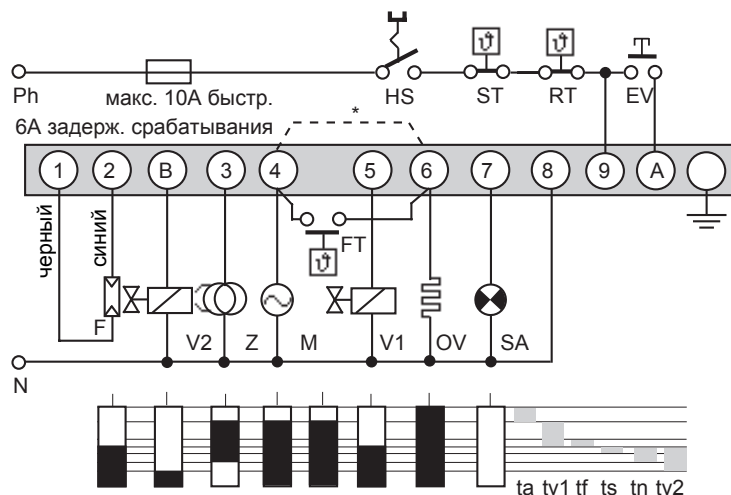 Ph
макс. 10А быстр.
6А задерж. срабатывания
HS
ϑ
ST
ϑ
RT
EV
*
1
2
B
3
4
5
6
7
8
9
A
черный
синий
FT
ϑ
F
V2
Z
M
V1
OV
SA
N
ta
tv1
tf
ts
tn
tv2